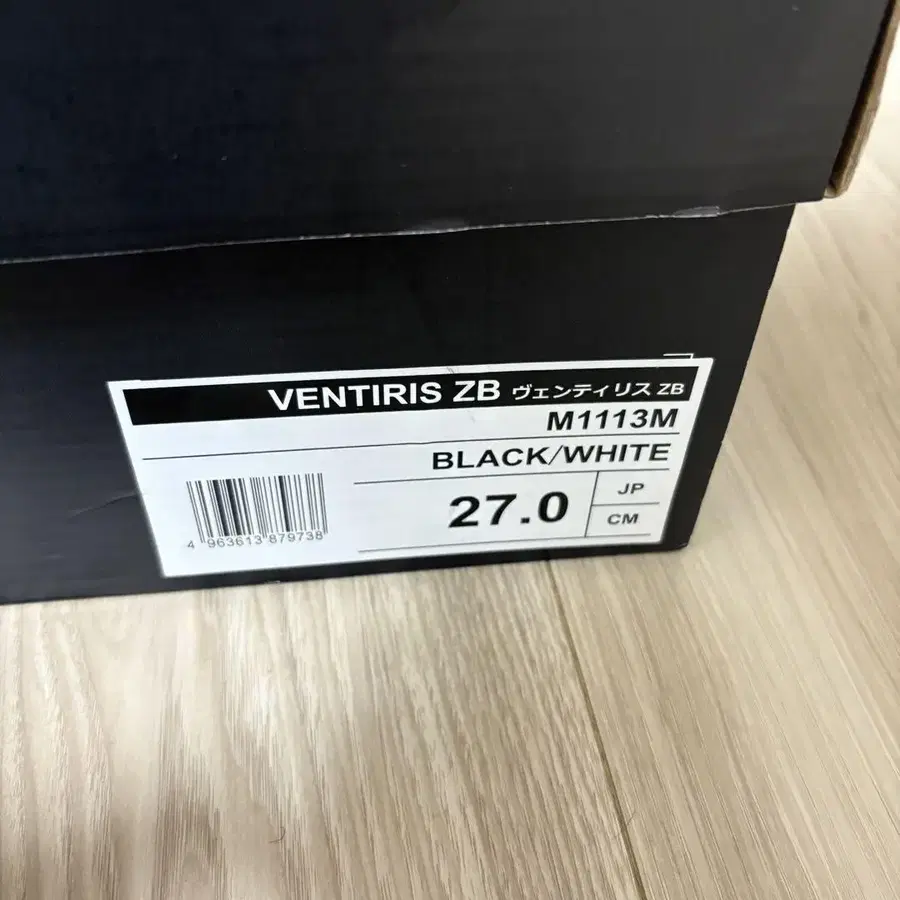 VENTIRIS ZB ヴェンティリス ZB
M1113M
BLACK/WHITE
27.0
JP
CM
4 963613 879738